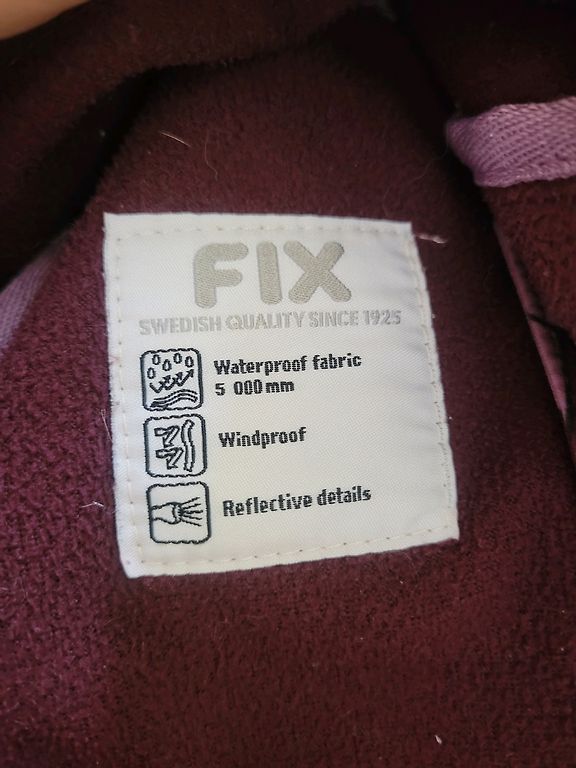 FIX
SWEDISH QUALITY SINCE 1925
Waterproof fabric
5 000 mm
Windproof
Reflective details